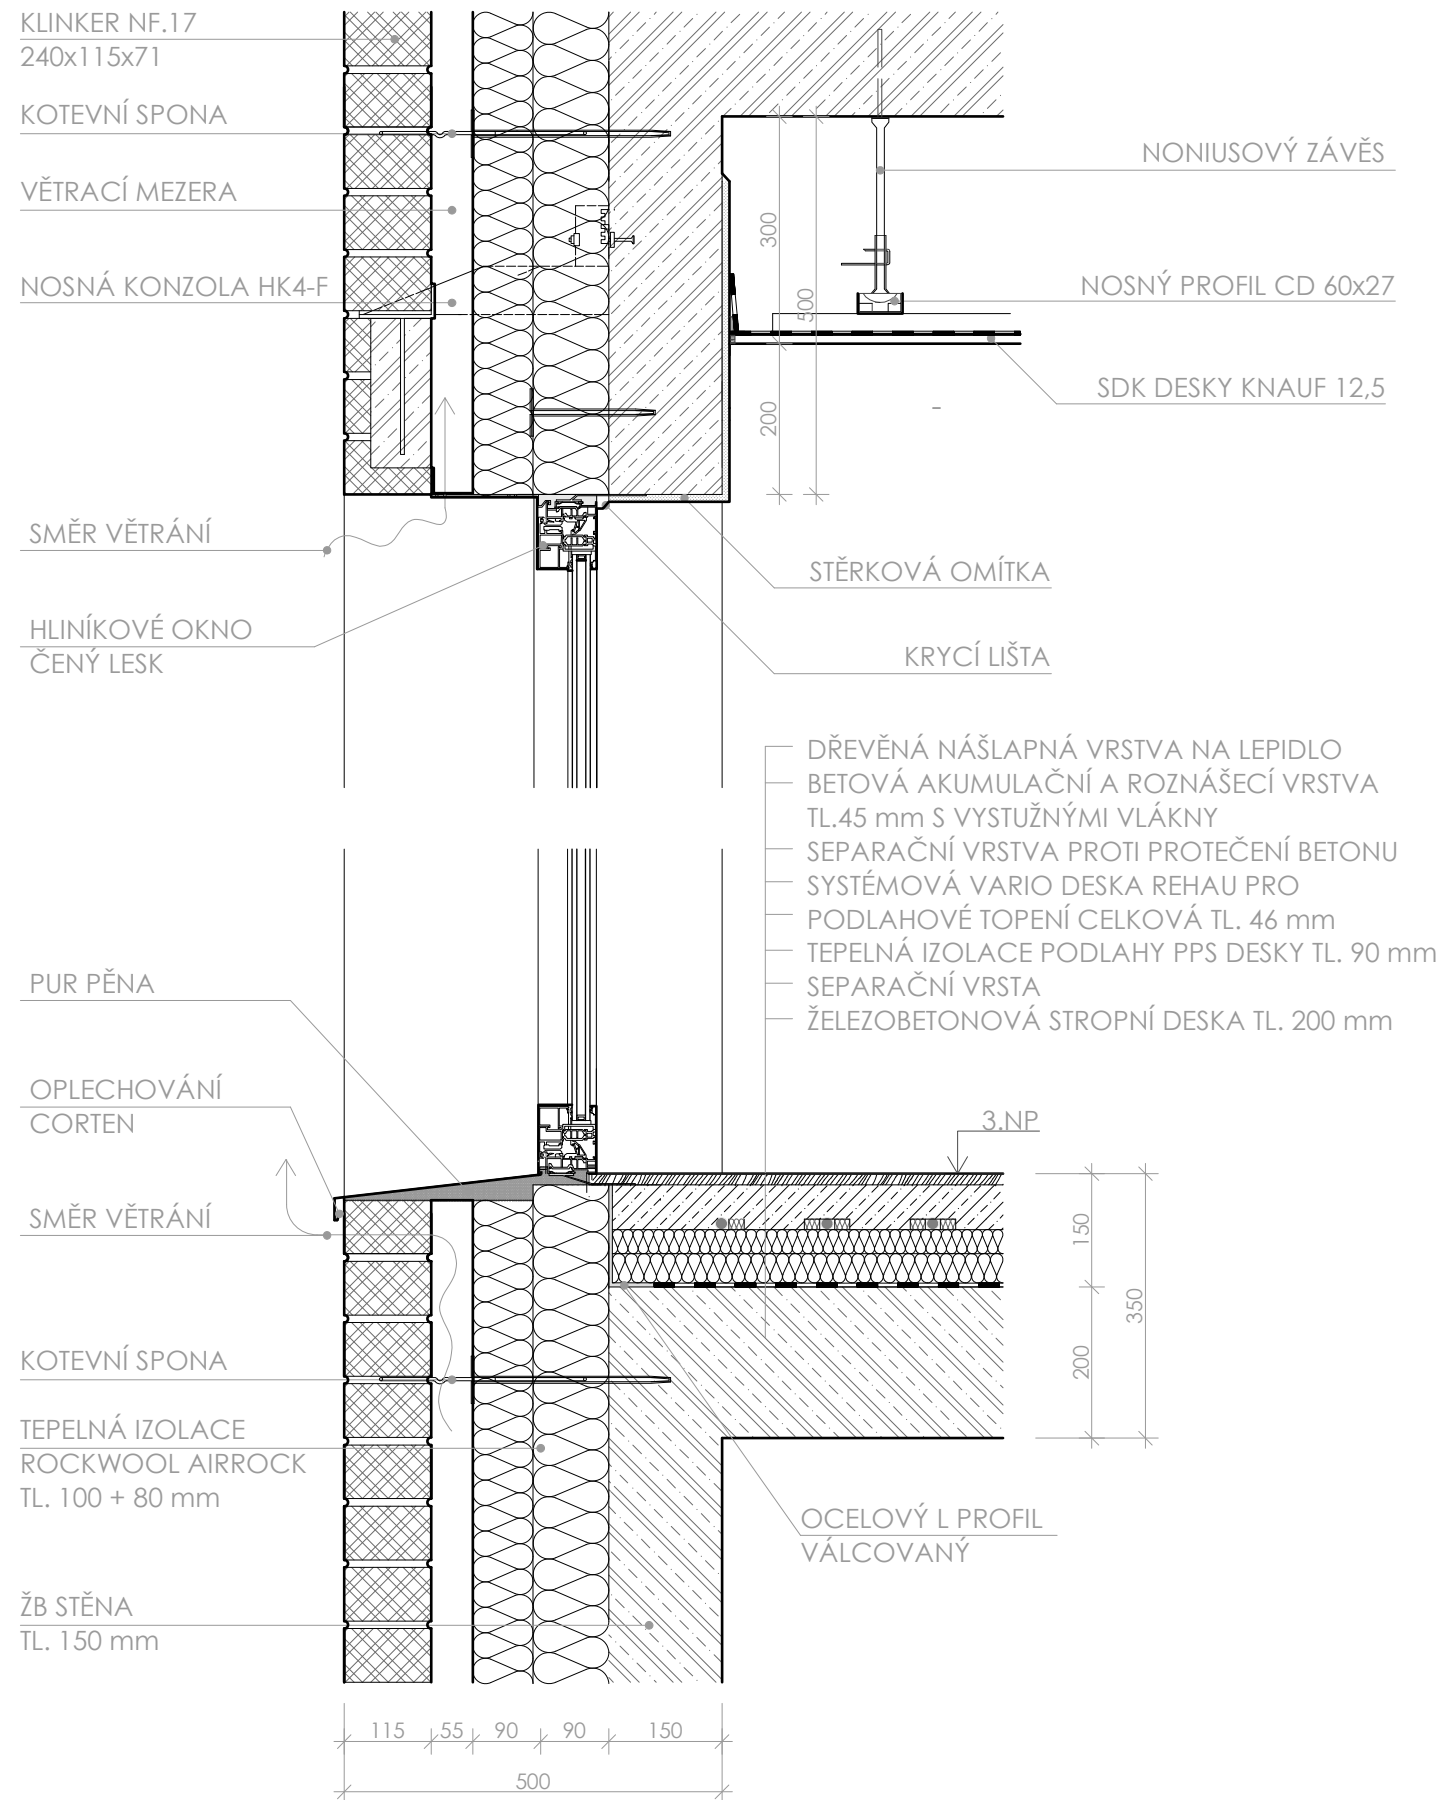 KLINKER NF.17
240x115x71
KOTEVNÍ SPONA
VĚTRACÍ MEZERA
NOSNÁ KONZOLA HK4-F
SMĚR VĚTRÁNÍ
HLINÍKOVÉ OKNO
ČENÝ LESK
300
500
200
NONIUSOVÝ ZÁVĚS
NOSNÝ PROFIL CD 60x27
SDK DESKY KNAUF 12,5
STĚRKOVÁ OMÍTKA
KRYCÍ LIŠTA
DŘEVĚNÁ NÁŠLAPNÁ VRSTVA NA LEPIDLO
BETOVÁ AKUMULAČNÍ A ROZNÁŠECÍ VRSTVA
TL.45 mm S VYSTUŽNÝMI VLÁKNY
SEPARAČNÍ VRSTVA PROTI PROTEČENÍ BETONU
SYSTÉMOVÁ VARIO DESKA REHAU PRO
PODLAHOVÉ TOPENÍ CELKOVÁ TL. 46 mm
TEPELNÁ IZOLACE PODLAHY PPS DESKY TL. 90 mm
SEPARAČNÍ VRSTA
ŽELEZOBETONOVÁ STROPNÍ DESKA TL. 200 mm
PUR PĚNA
OPLECHOVÁNÍ
CORTEN
SMĚR VĚTRÁNÍ
3.NP
150
350
200
KOTEVNÍ SPONA
TEPELNÁ IZOLACE
ROCKWOOL AIRROCK
TL. 100 + 80 mm
OCELOVÝ L PROFIL
VÁLCOVANÝ
ŽB STĚNA
TL. 150 mm
115 55 90 90 150
500